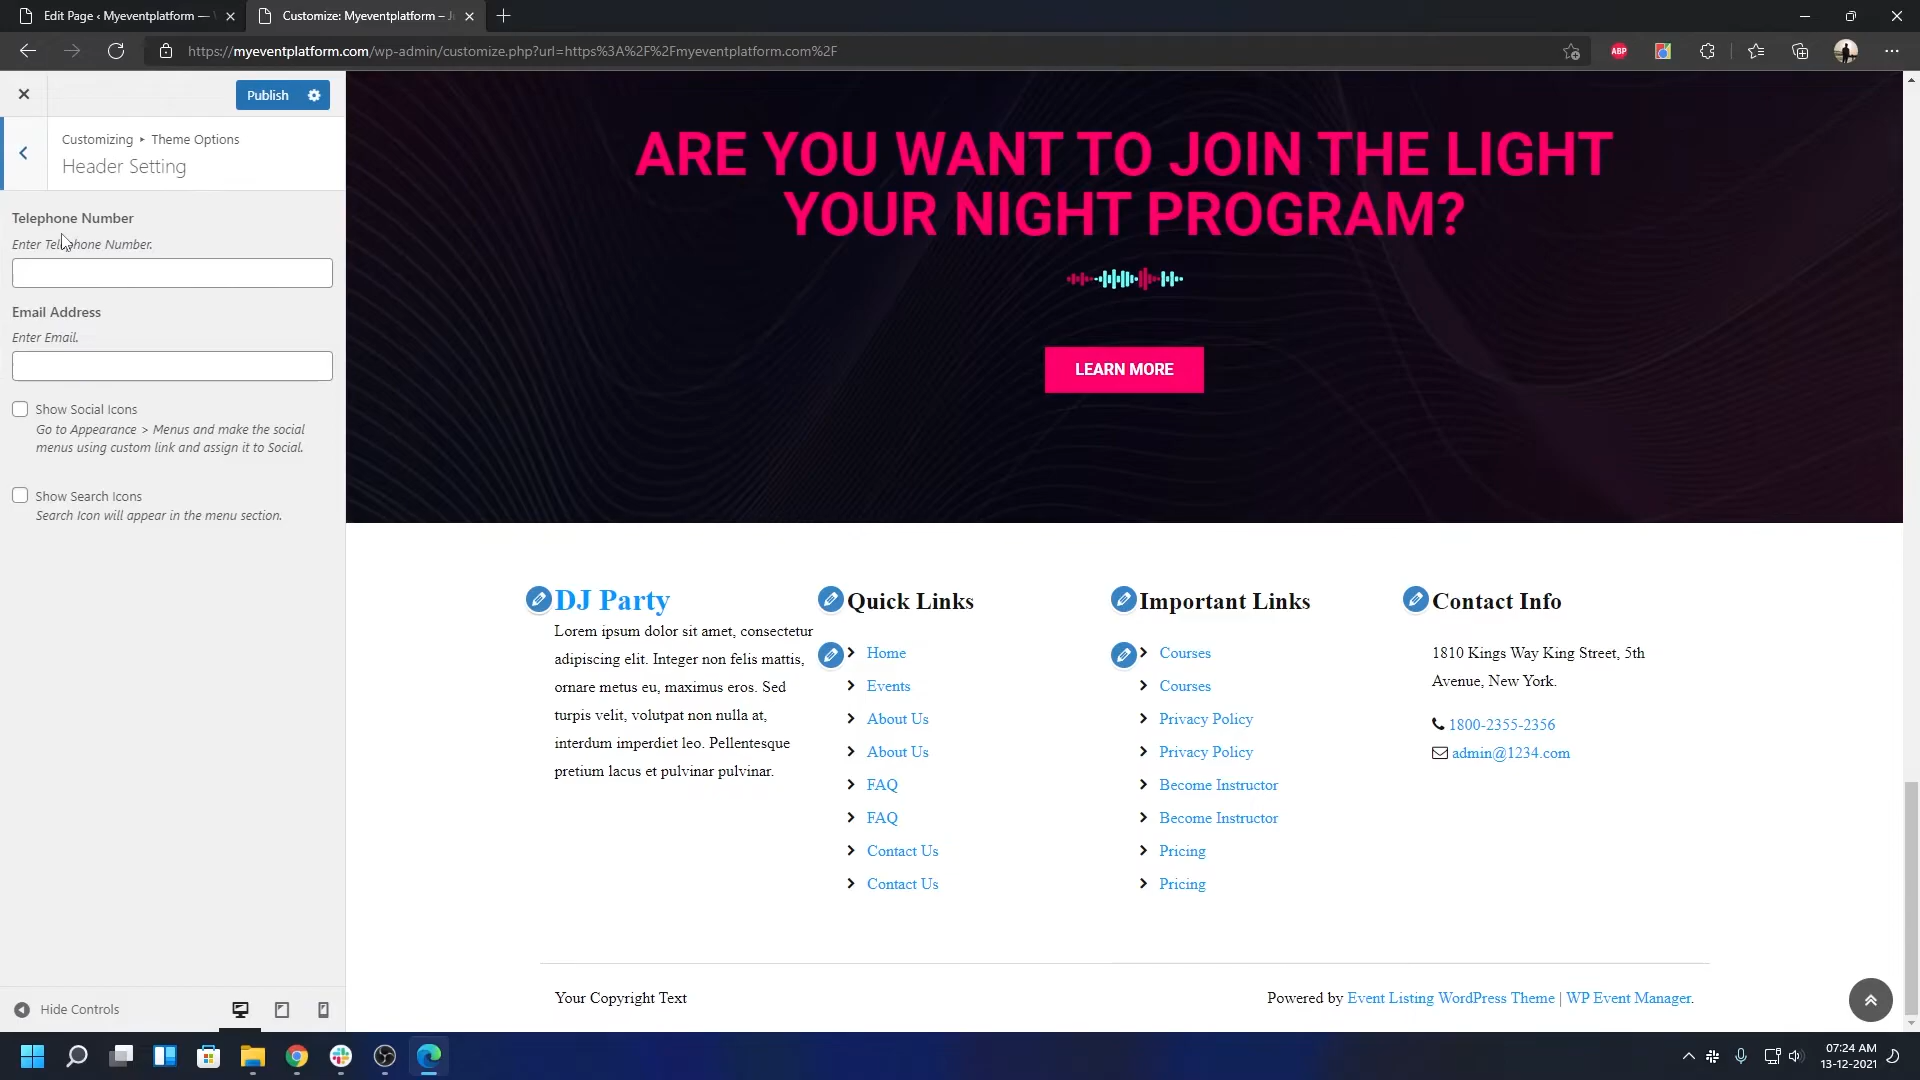 Edit Page ‹ Myeventplatform —
Customize: Myeventplatform –
https://myeventplatform.com/wp-admin/customize.php?url=https%3A%2F%2Fmyeventplatform.com%2F
ABP
Publish
Customizing ▸ Theme Options
Header Setting
Telephone Number
Enter Telephone Number.
Email Address
Enter Email.
Show Social Icons
Go to Appearance > Menus and make the social
menus using custom link and assign it to Social.
Show Search Icons
Search Icon will appear in the menu section.
Hide Controls
ARE YOU WANT TO JOIN THE LIGHT
YOUR NIGHT PROGRAM?
LEARN MORE
DJ Party
Lorem ipsum dolor sit amet, consectetur
adipiscing elit. Integer non felis mattis,
ornare metus eu, maximus eros. Sed
turpis velit, volutpat non nulla at,
interdum imperdiet leo. Pellentesque
pretium lacus et pulvinar pulvinar.
Quick Links
Home
Events
About Us
About Us
FAQ
FAQ
Contact Us
Contact Us
Important Links
Courses
Courses
Privacy Policy
Privacy Policy
Become Instructor
Become Instructor
Pricing
Pricing
Contact Info
1810 Kings Way King Street, 5th
Avenue, New York.
1800-2355-2356
admin@1234.com
Your Copyright Text
Powered by Event Listing WordPress Theme | WP Event Manager.
07:24 AM
13-12-2021